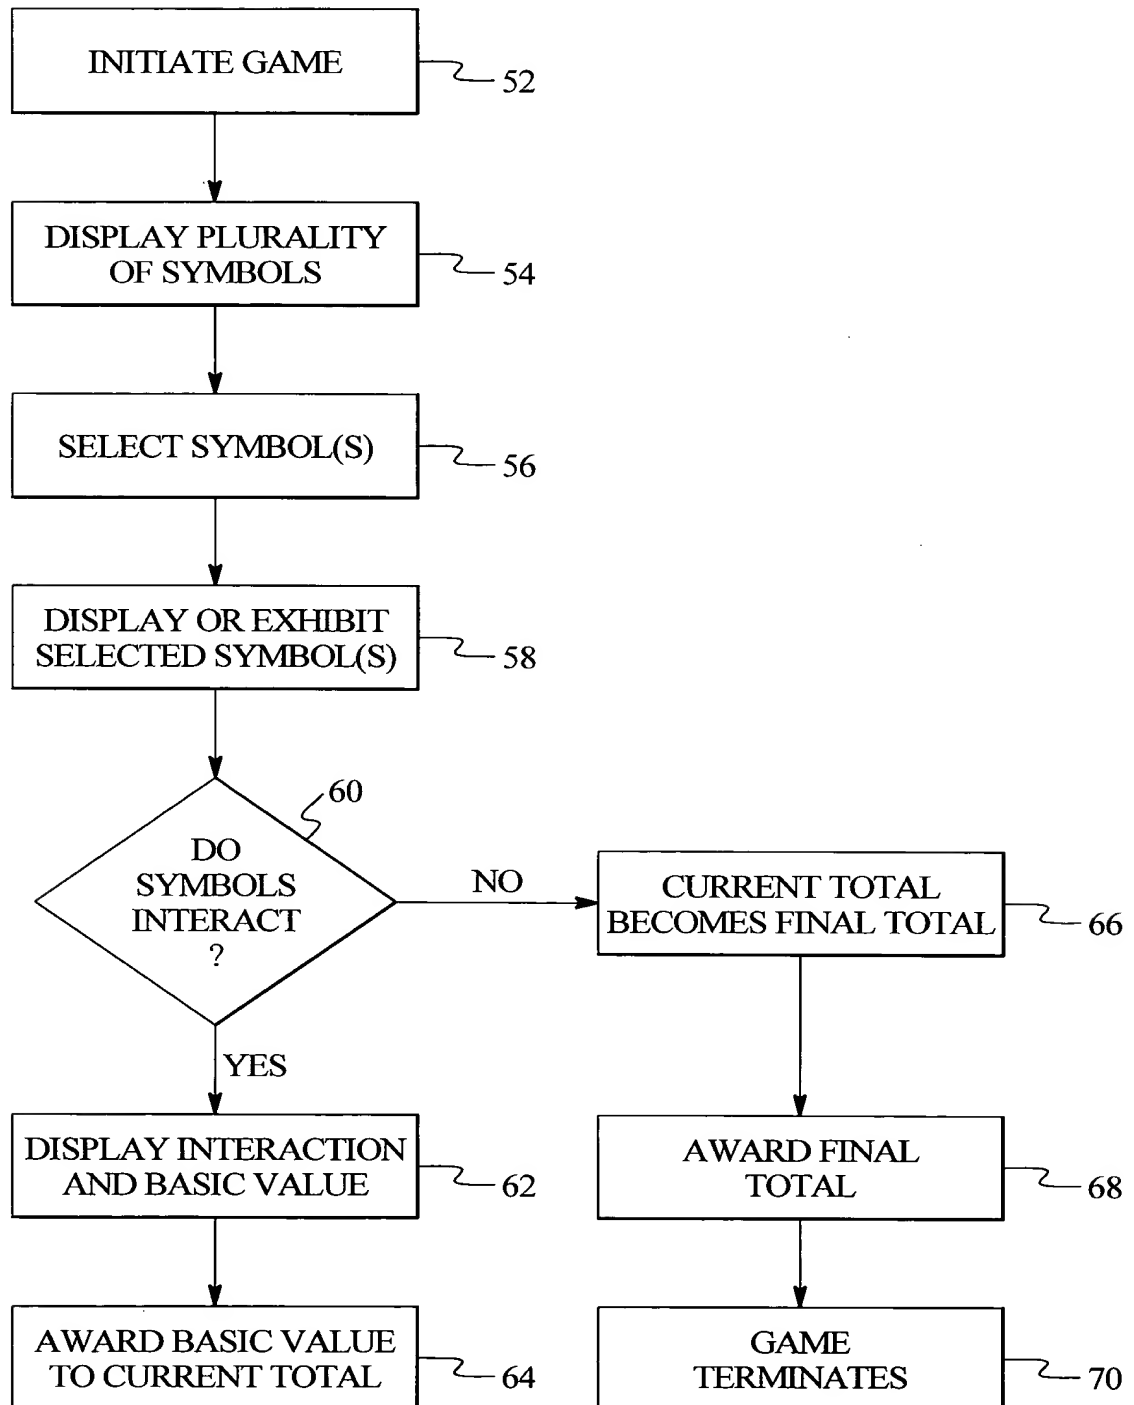 INITIATE GAME
52
DISPLAY PLURALITY
OF SYMBOLS
54
SELECT SYMBOL(S)
56
DISPLAY OR EXHIBIT
SELECTED SYMBOL(S)
58
60
DO
SYMBOLS
INTERACT
?
NO
CURRENT TOTAL
BECOMES FINAL TOTAL
66
YES
DISPLAY INTERACTION
AND BASIC VALUE
62
AWARD FINAL
TOTAL
68
AWARD BASIC VALUE
TO CURRENT TOTAL
64
GAME
TERMINATES
70